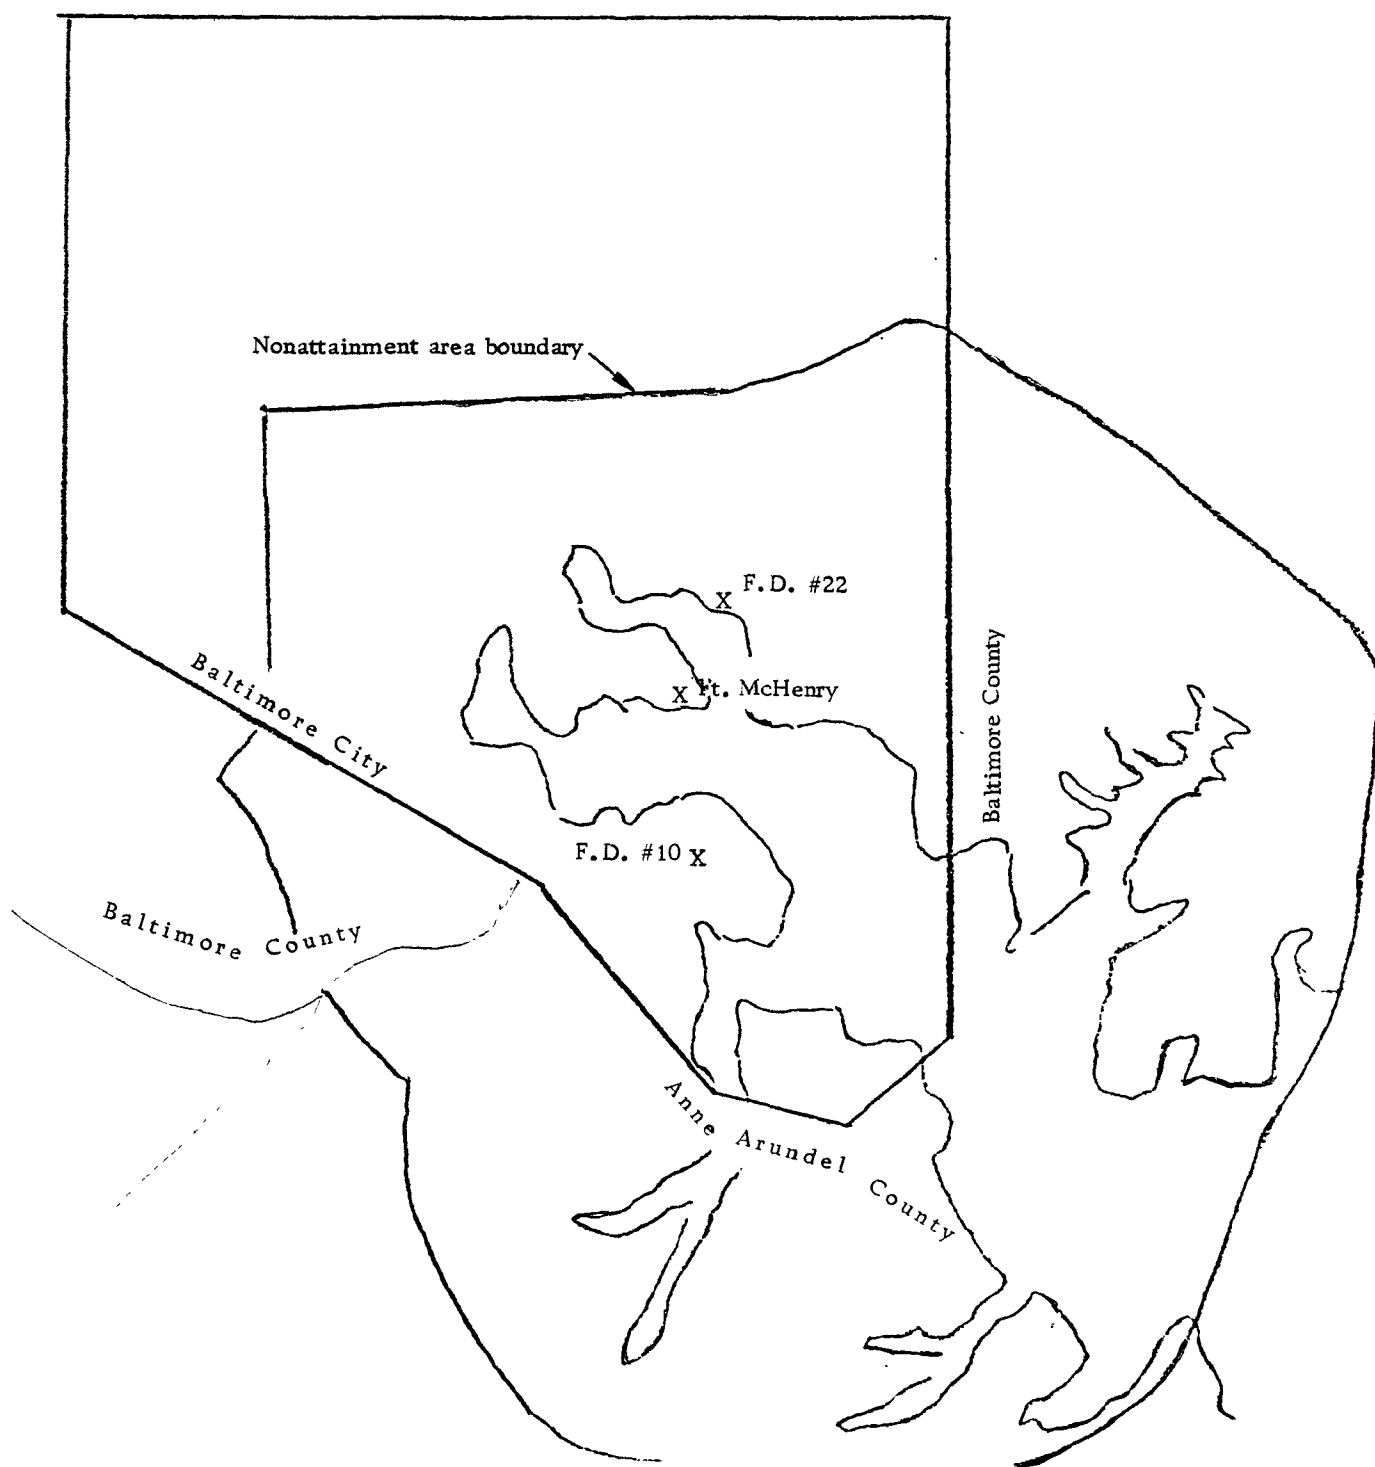 Nonattainment area boundary
F.D. #22
X
X Ft. McHenry
Baltimore County
Baltimore City
F.D. #10 X
Baltimore County
Anne Arundel County